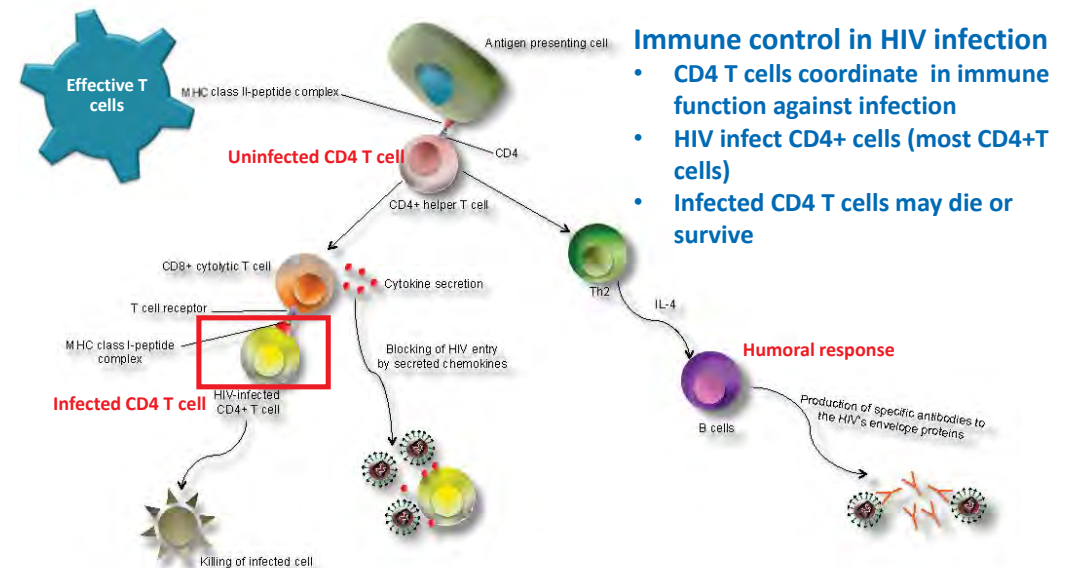 Effective T
cells
Antigen presenting cell
MHC class II-peptide complex
Uninfected CD4 T cell
CD4
CD4+ helper T cell
Immune control in HIV infection
• CD4 T cells coordinate in immune
function against infection
• HIV infect CD4+ cells (most CD4+T
cells)
• Infected CD4 T cells may die or
survive
CD8+ cytolytic T cell
Cytokine secretion
T cell receptor
MHC class I-peptide
complex
Blocking of HIV entry
by secreted chemokines
Infected CD4 T cell
HIV-infected
CD4+ T cell
Killing of infected cell
Th2
IL-4
Humoral response
B cells
Production of specific antibodies to
the HIV's envelope proteins